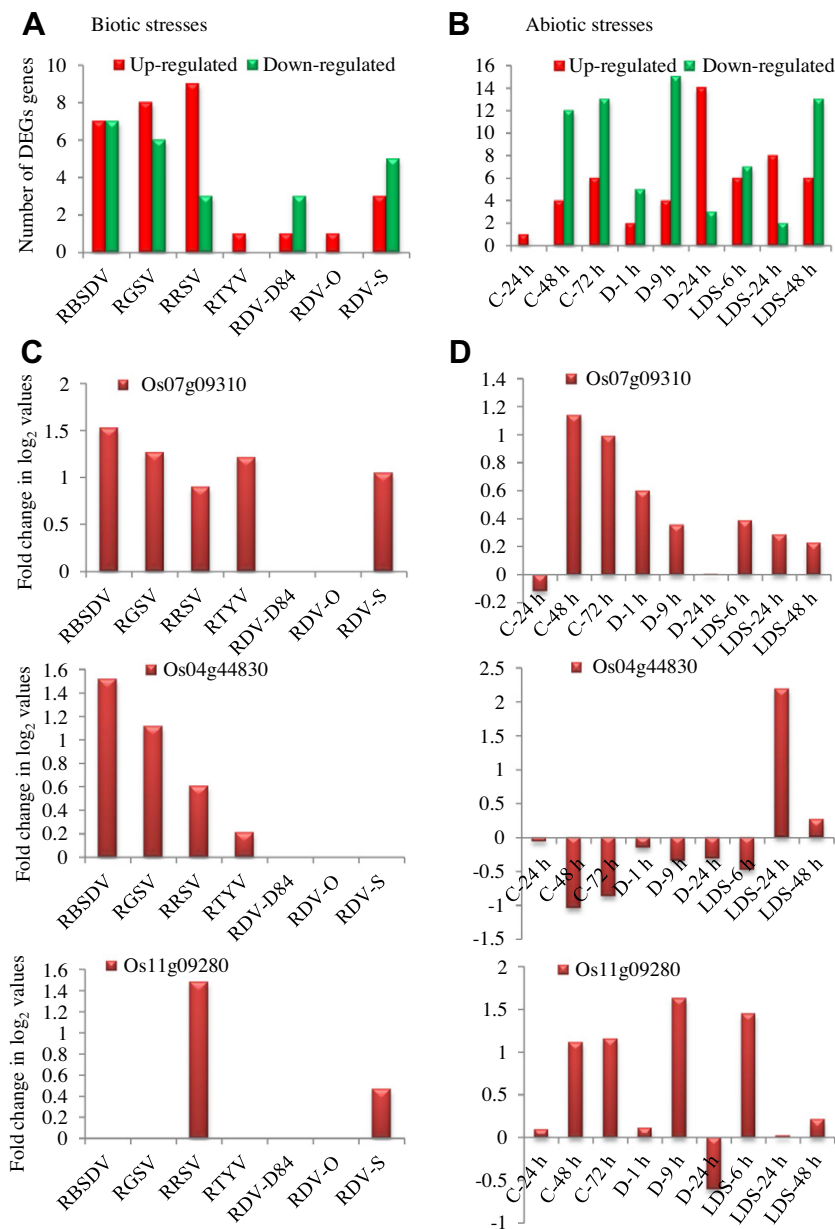 A Biotic stresses
Up-regulated Down-regulated
Number of DEGs genes
10
8
6
4
2
0
RBSDV
RGSV
RRSV
RTYV
RDV-D84
RDV-O
RDV-S
B Abiotic stresses
Up-regulated Down-regulated
16
14
12
10
8
6
4
2
0
C-24 h
C-48 h
C-72 h
D-1 h
D-9 h
D-24 h
LDS-6 h
LDS-24 h
LDS-48 h
C
Os07g09310
Fold change in log2 values
2
1.5
1
0.5
0
RBSDV
RGSV
RRSV
RTYV
RDV-D84
RDV-O
RDV-S
D
Os07g09310
1.4
1.2
1
0.8
0.6
0.4
0.2
0
-0.2
C-24 h
C-48 h
C-72 h
D-1 h
D-9 h
D-24 h
LDS-6 h
LDS-24 h
LDS-48 h
Os04g44830
Fold change in log2 values
1.6
1.4
1.2
1
0.8
0.6
0.4
0.2
0
RBSDV
RGSV
RRSV
RTYV
RDV-D84
RDV-O
RDV-S
Os04g44830
2.5
2
1.5
1
0.5
0
-0.5
-1
-1.5
C-24 h
C-48 h
C-72 h
D-1 h
D-9 h
D-24 h
LDS-6 h
LDS-24 h
LDS-48 h
Os11g09280
Fold change in log2 values
1.6
1.4
1.2
1
0.8
0.6
0.4
0.2
0
RBSDV
RGSV
RRSV
RTYV
RDV-D84
RDV-O
RDV-S
Os11g09280
2
1.5
1
0.5
0
-0.5
-1
C-24 h
C-48 h
C-72 h
D-1 h
D-9 h
D-24 h
LDS-6 h
LDS-24 h
LDS-48 h